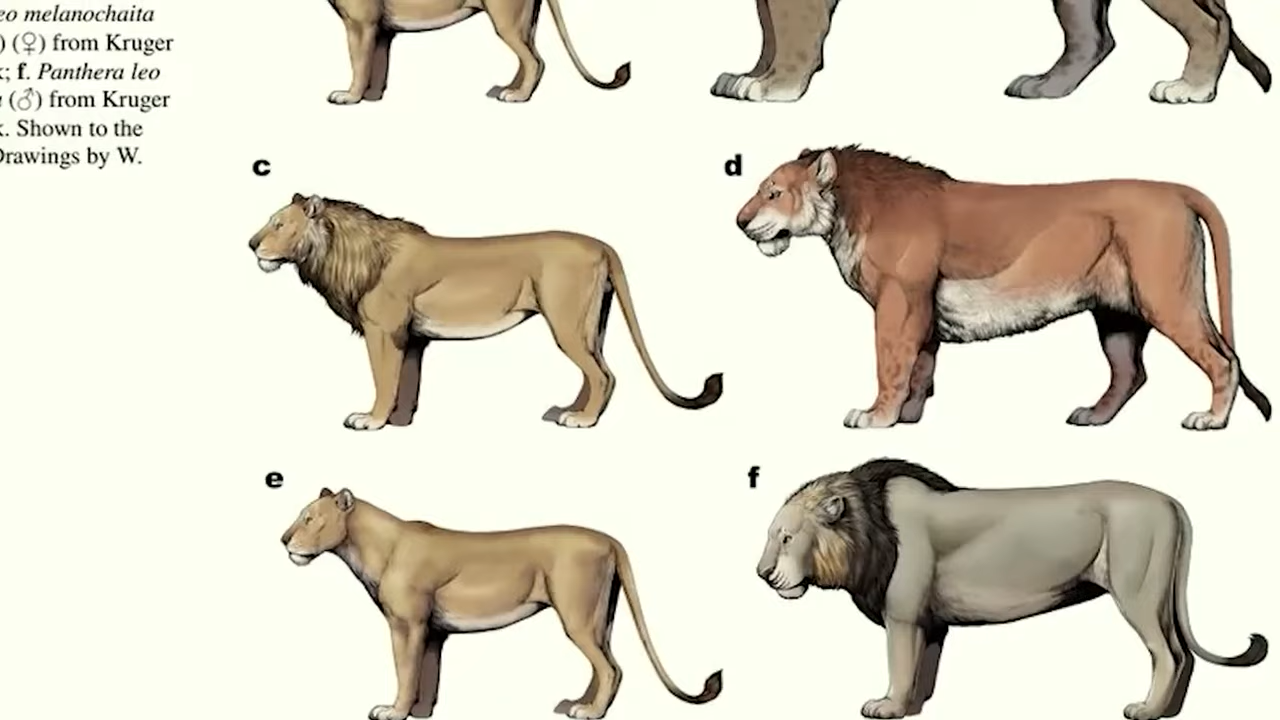 eo melanochaita
) (♀) from Kruger
; f. Panthera leo
(♂) from Kruger
. Shown to the
Drawings by W.
c
d
e
f